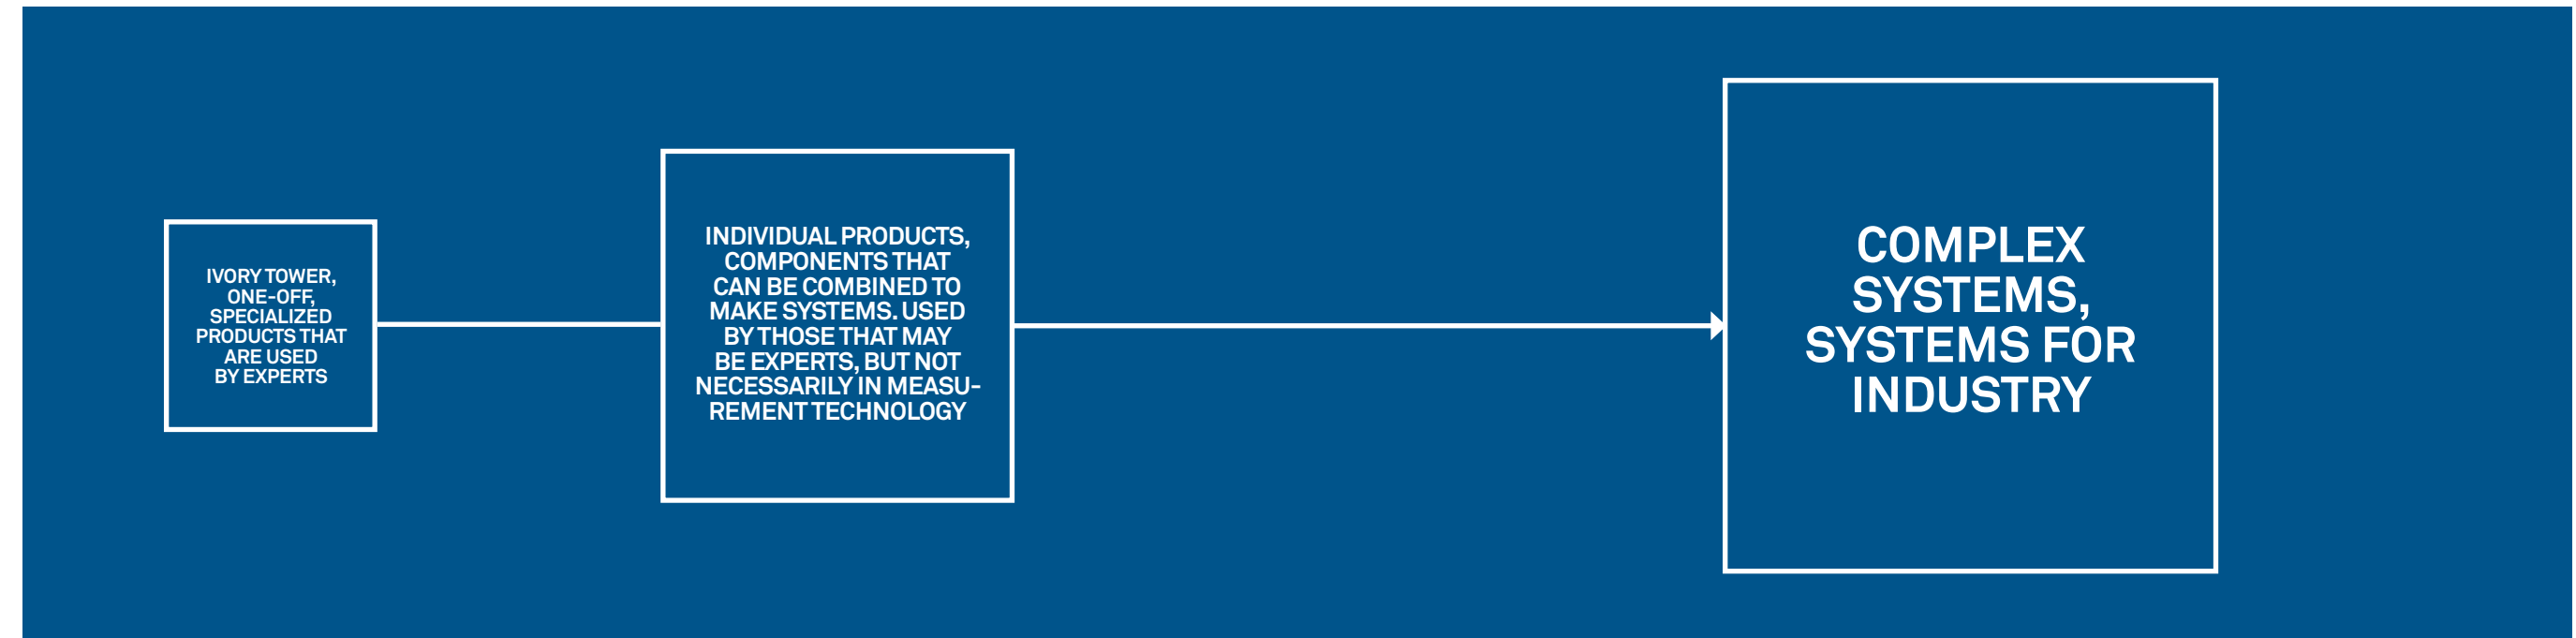 IVORY TOWER,
ONE-OFF,
SPECIALIZED
PRODUCTS THAT
ARE USED
BY EXPERTS
INDIVIDUAL PRODUCTS,
COMPONENTS THAT
CAN BE COMBINED TO
MAKE SYSTEMS. USED
BY THOSE THAT MAY
BE EXPERTS, BUT NOT
NECESSARILY IN MEASU-
REMENT TECHNOLOGY
COMPLEX
SYSTEMS,
SYSTEMS FOR
INDUSTRY